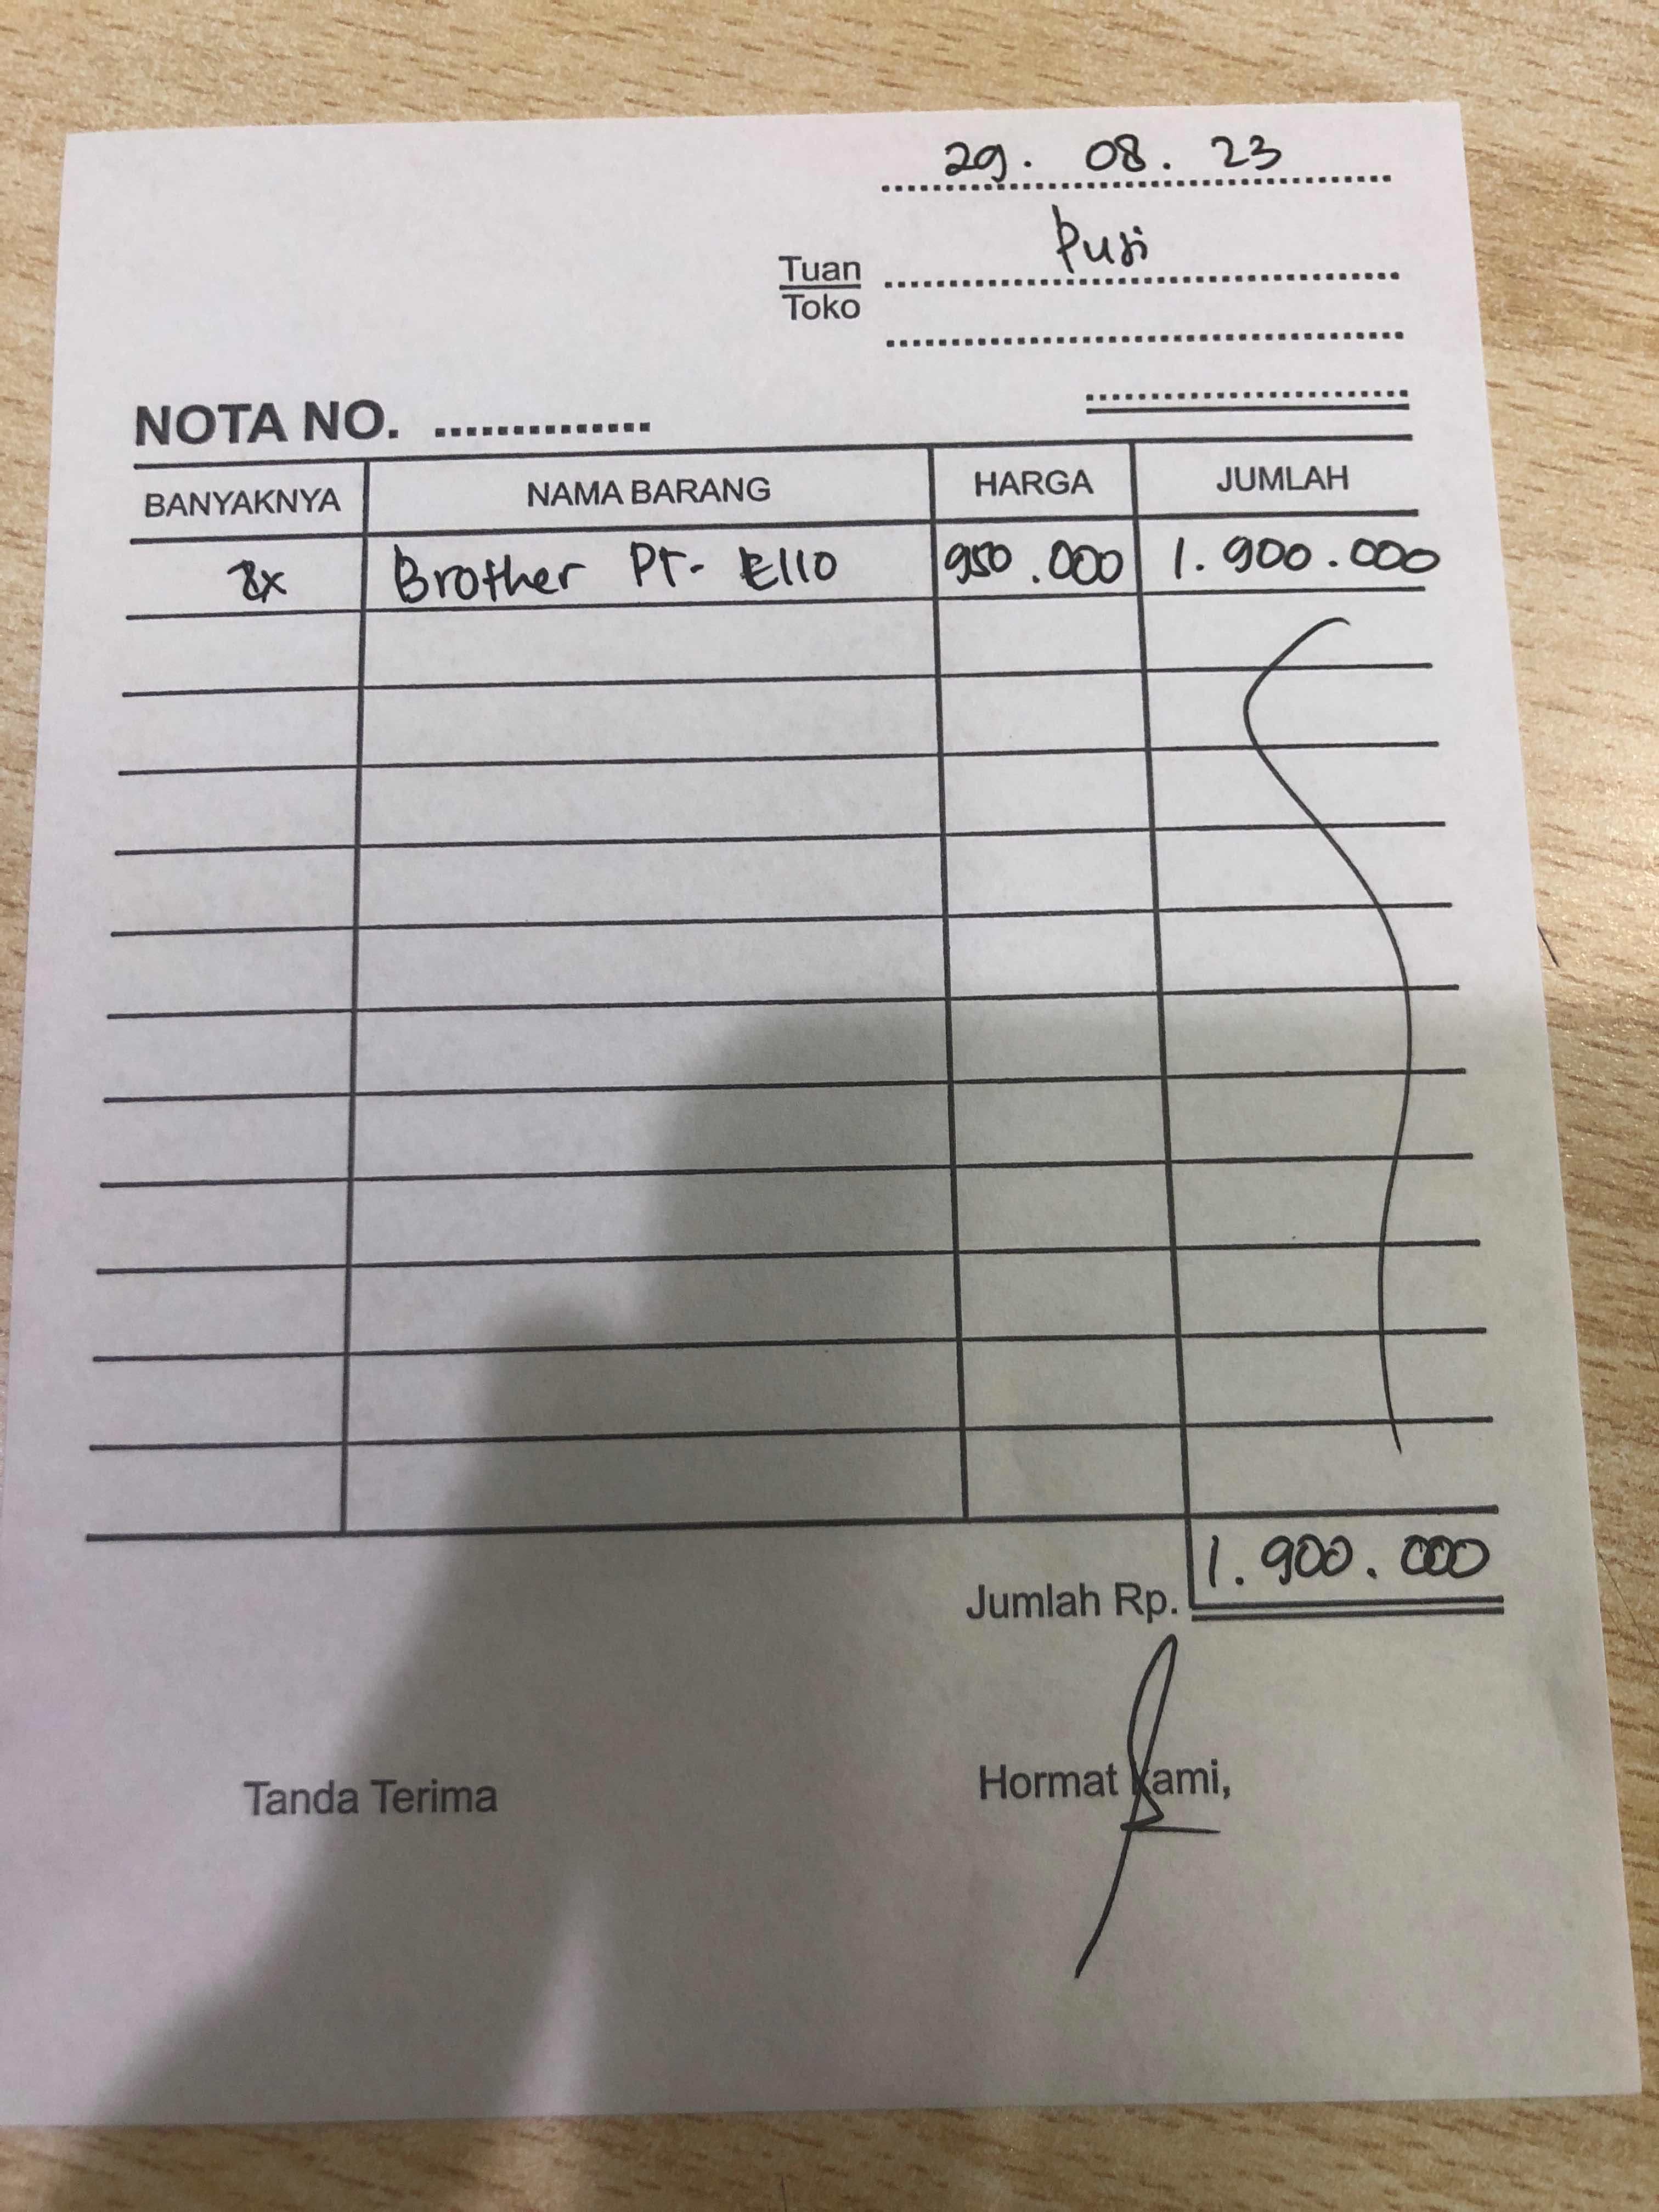 29. 08. 23
Tuan Puji
Toko
NOTA NO. ..............
BANYAKNYA NAMA BARANG HARGA JUMLAH
2x Brother PT- E110 950.000 1.900.000
Jumlah Rp. 1.900.000
Tanda Terima Hormat Kami,